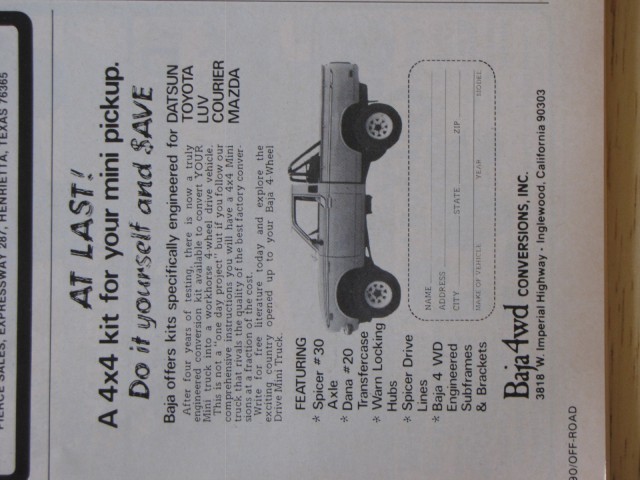 PIERCE SALES, EXPRESSWAY 287, HENRIETTA, TEXAS 76365
AT LAST!
A 4x4 kit for your mini pickup.
Do it yourself and SAVE
Baja offers kits specifically engineered for DATSUN
TOYOTA
LUV
COURIER
MAZDA
After four years of testing, there is now a truly
engineered conversion kit available to convert YOUR
Mini truck into a workhorse 4-wheel drive vehicle.
This is not a "one day project" but if you follow our
comprehensive instructions you will have a 4x4 Mini
truck that rivals the quality of the best factory conver-
sions at a fraction of the cost.
Write for free literature today and explore the
exciting country opened up to your Baja 4-Wheel
Drive Mini Truck.
FEATURING
* Spicer #30
Axle
* Dana #20
Transfercase
* Warn Locking
Hubs
* Spicer Drive
Lines
* Baja 4 WD
Engineered
Subframes
& Brackets
NAME
ADDRESS
CITY STATE ZIP
MAKE OF VEHICLE YEAR MODEL
Baja 4wd CONVERSIONS, INC.
3818 W. Imperial Highway · Inglewood, California 90303
90/OFF-ROAD